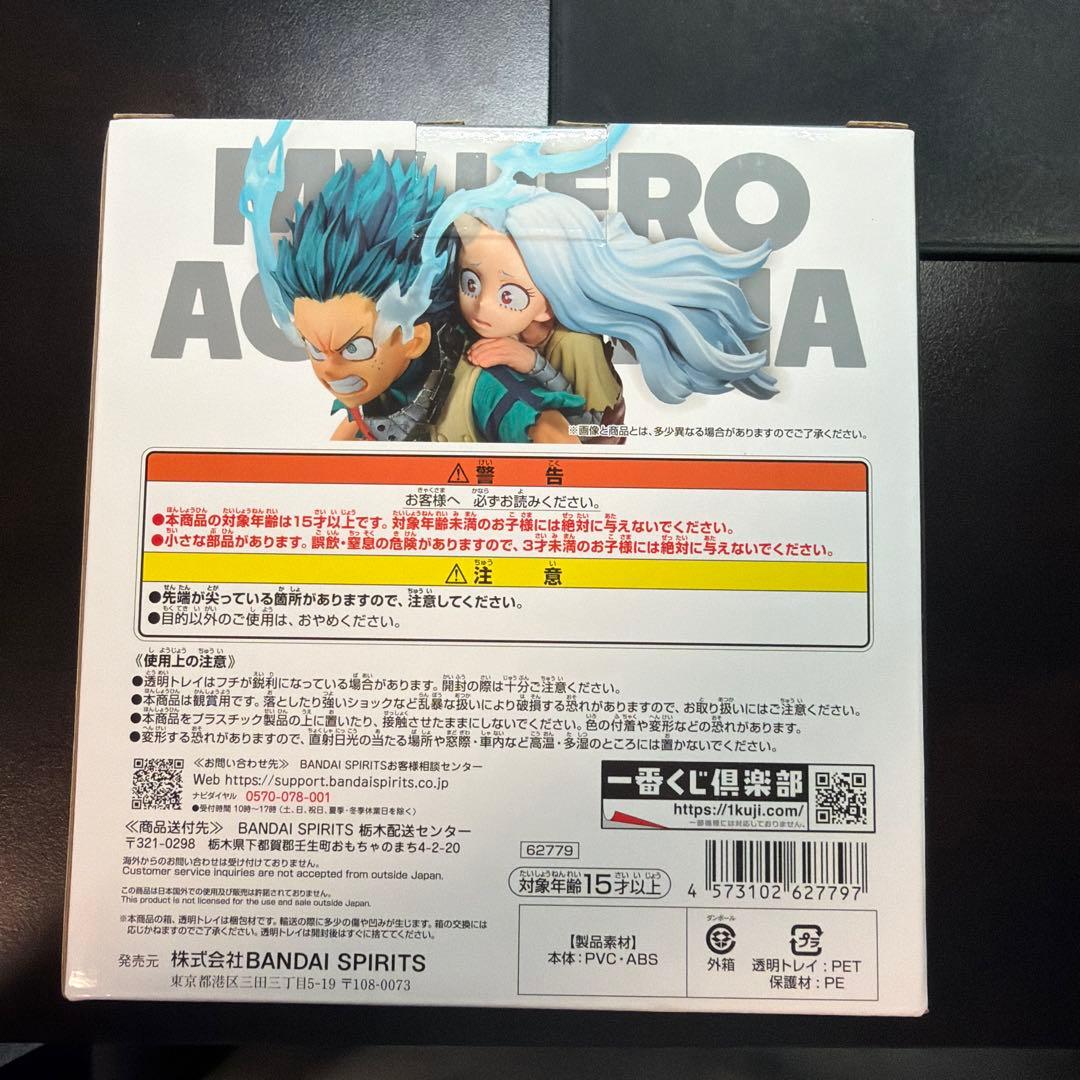 MY HERO
ACADEMIA
※画像と商品とは、多少異なる場合がありますのでご了承ください。
⚠警告
お客様へ 必ずお読みください。
●本商品の対象年齢は15才以上です。対象年齢未満のお子様には絶対に与えないでください。
●小さな部品があります。誤飲・窒息の危険がありますので、3才未満のお子様には絶対に与えないでください。
⚠注意
●先端が尖っている箇所がありますので、注意してください。
●目的以外のご使用は、おやめください。
《使用上の注意》
●透明トレイはフチが鋭利になっている場合があります。開封の際は十分ご注意ください。
●本商品は観賞用です。落としたり強いショックなど乱暴な扱いにより破損する恐れがありますので、お取り扱いにはご注意ください。
●本商品をプラスチック製品の上に置いたり、接触させたままにしないでください。色の付着や変形などの恐れがあります。
●変形する恐れがありますので、直射日光の当たる場所や窓際・車内など高温・多湿のところには置かないでください。
≪お問い合わせ先≫ BANDAI SPIRITSお客様相談センター
Web https://support.bandaispirits.co.jp
ナビダイヤル 0570-078-001
●受付時間 10時～17時(土、日、祝日、夏季・冬季休業日を除く)
一番くじ倶楽部
https://1kuji.com/
一部機種には対応しておりません。
≪商品送付先≫ BANDAI SPIRITS 栃木配送センター
〒321-0298 栃木県下都賀郡壬生町おもちゃのまち4-2-20
海外からのお問い合わせは受け付けておりません。
Customer service inquiries are not accepted from outside Japan.
この商品は日本国外での使用及び販売は許諾されておりません。
This product is not licensed for the use and sale outside Japan.
※本商品の箱、透明トレイは梱包材です。輸送の際に多少の傷や凹みが生じます。箱の交換には
応じかねますのでご了承ください。透明トレイは開封後はすぐに捨ててください。
発売元 株式会社BANDAI SPIRITS
東京都港区三田三丁目5-19 〒108-0073
62779
対象年齢15才以上
4 573102 627797
【製品素材】
本体:PVC・ABS
ダンボール
外箱
プラ
透明トレイ:PET
保護材:PE